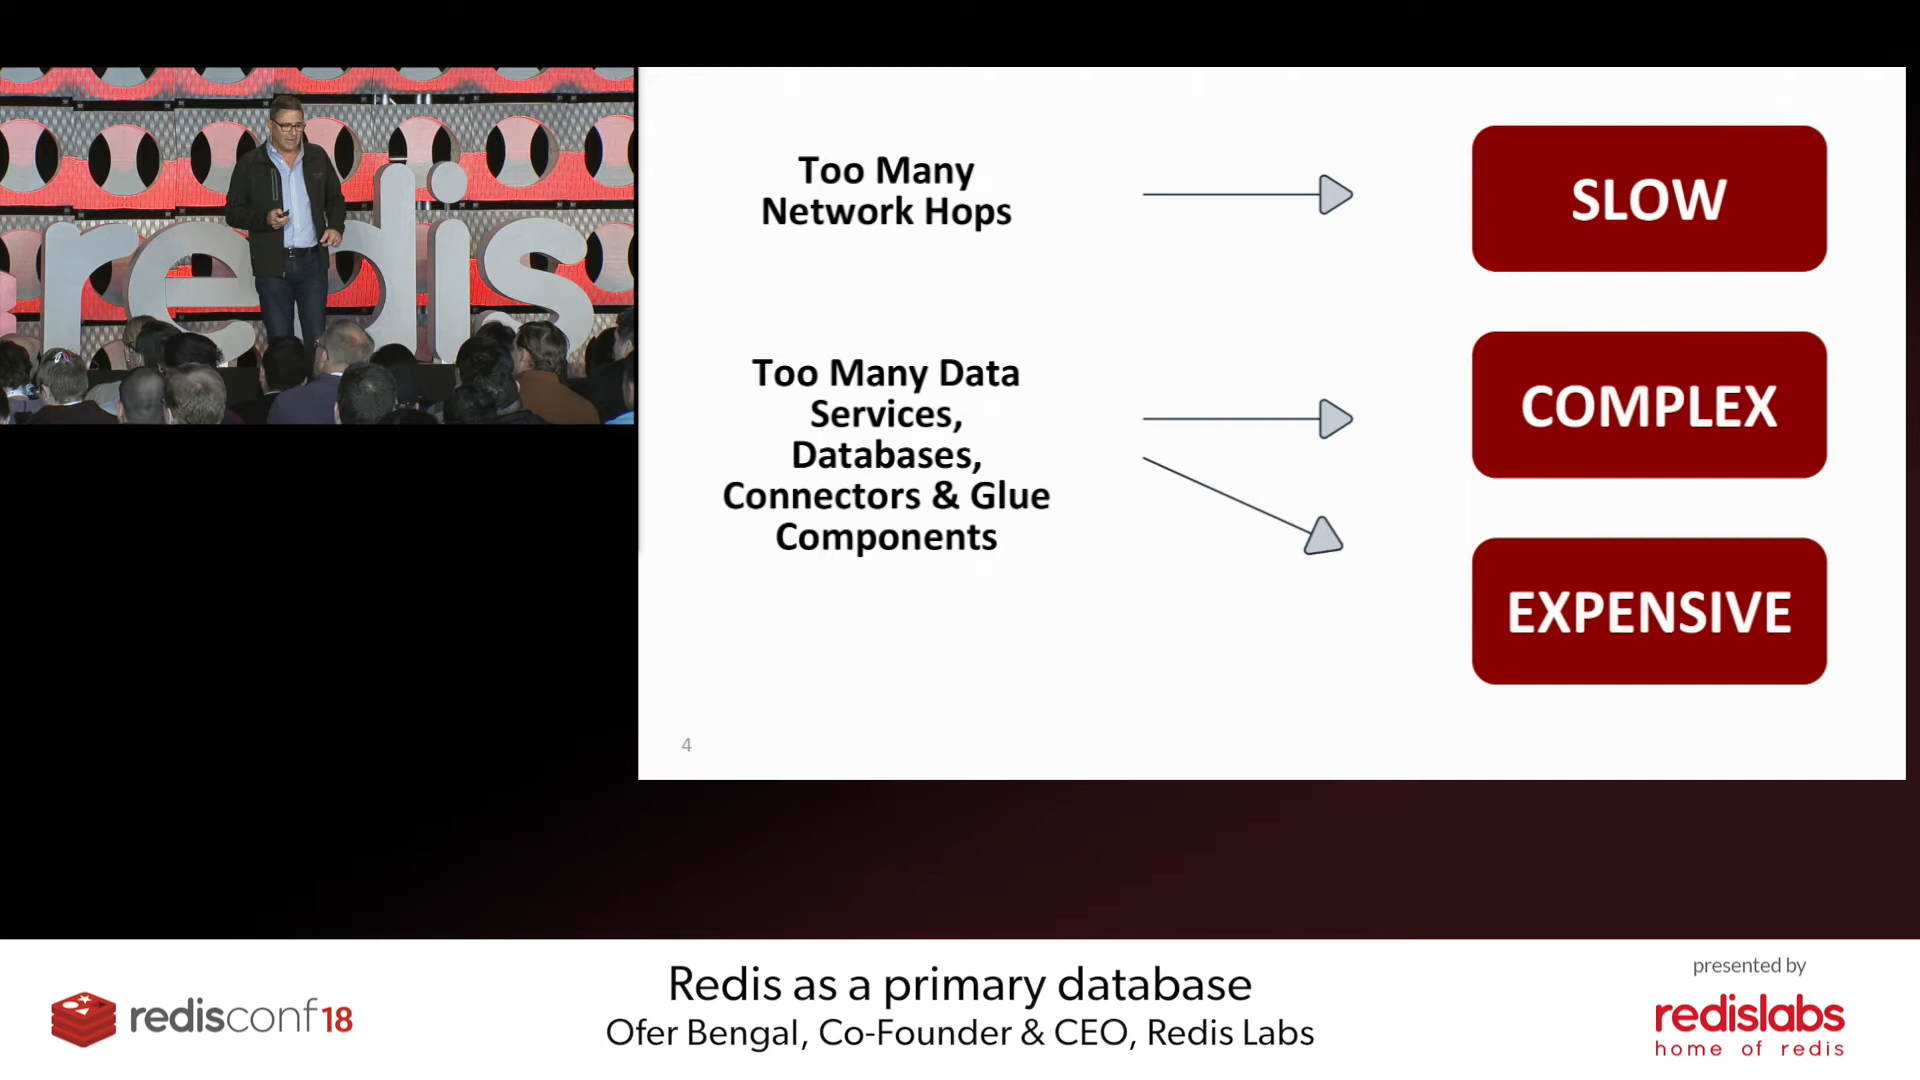 redis
Too Many
Network Hops
SLOW
Too Many Data
Services,
Databases,
Connectors & Glue
Components
COMPLEX
EXPENSIVE
4
redisconf18
Redis as a primary database
Ofer Bengal, Co-Founder & CEO, Redis Labs
presented by
redislabs
home of redis